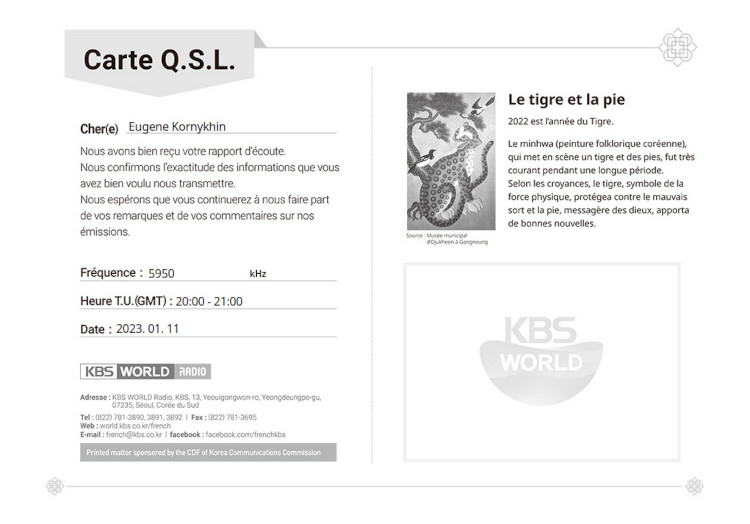 Carte Q.S.L.
Cher(e) Eugene Kornykhin
Nous avons bien reçu votre rapport d'écoute.
Nous confirmons l'exactitude des informations que vous
avez bien voulu nous transmettre.
Nous espérons que vous continuerez à nous faire part
de vos remarques et de vos commentaires sur nos
émissions.
Fréquence : 5950 kHz
Heure T.U.(GMT) : 20:00 - 21:00
Date : 2023. 01. 11
KBS WORLD RADIO
Adresse : KBS WORLD Radio, KBS, 13, Yeouigongwon-ro, Yeongdeungpo-gu,
07235, Séoul, Corée du Sud
Tel : (822) 781-3890, 3891, 3892 | Fax : (822) 781-3695
Web : world.kbs.co.kr/french
E-mail : french@kbs.co.kr | facebook : facebook.com/frenchkbs
Printed matter sponsored by the CDF of Korea Communications Commission
Le tigre et la pie
2022 est l'année du Tigre.
Le minhwa (peinture folklorique coréenne),
qui met en scène un tigre et des pies, fut très
courant pendant une longue période.
Selon les croyances, le tigre, symbole de la
force physique, protégea contre le mauvais
sort et la pie, messagère des dieux, apporta
de bonnes nouvelles.
Source : Musée municipal
d'Ojukheon à Gangneung
KBS
WORLD